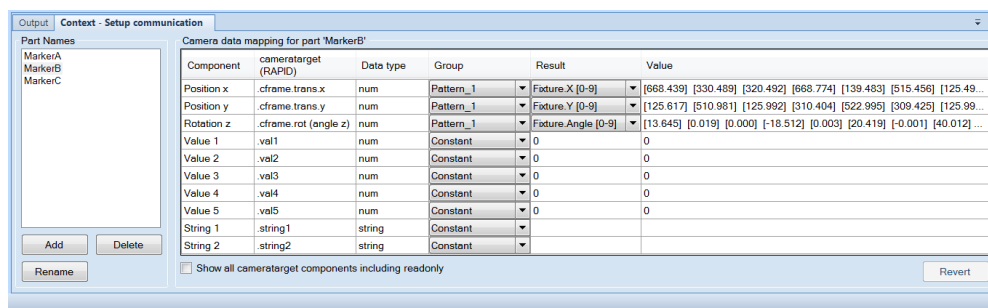 Output Context - Setup communication
Part Names
MarkerA
MarkerB
MarkerC
Add Delete
Rename
Camera data mapping for part 'MarkerB'
Component cameratarget (RAPID) Data type Group Result Value
Position x .cframe.trans.x num Pattern_1 Fixture.X [0-9] [668.439] [330.489] [320.492] [668.774] [139.483] [515.456] [125.49...
Position y .cframe.trans.y num Pattern_1 Fixture.Y [0-9] [125.617] [510.981] [125.992] [310.404] [522.995] [309.425] [125.99...
Rotation z .cframe.rot (angle z) num Pattern_1 Fixture.Angle [0-9] [13.645] [0.019] [0.000] [-18.512] [0.003] [20.419] [-0.001] [40.012] ...
Value 1 .val1 num Constant 0 0
Value 2 .val2 num Constant 0 0
Value 3 .val3 num Constant 0 0
Value 4 .val4 num Constant 0 0
Value 5 .val5 num Constant 0 0
String 1 .string1 string Constant
String 2 .string2 string Constant
Show all cameratarget components including readonly
Revert